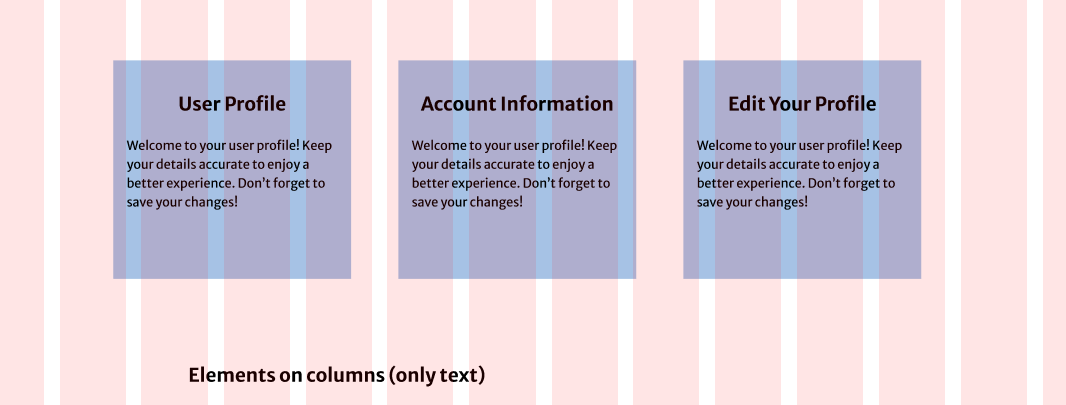 User Profile
Welcome to your user profile! Keep
your details accurate to enjoy a
better experience. Don’t forget to
save your changes!
Account Information
Welcome to your user profile! Keep
your details accurate to enjoy a
better experience. Don’t forget to
save your changes!
Edit Your Profile
Welcome to your user profile! Keep
your details accurate to enjoy a
better experience. Don’t forget to
save your changes!
Elements on columns (only text)